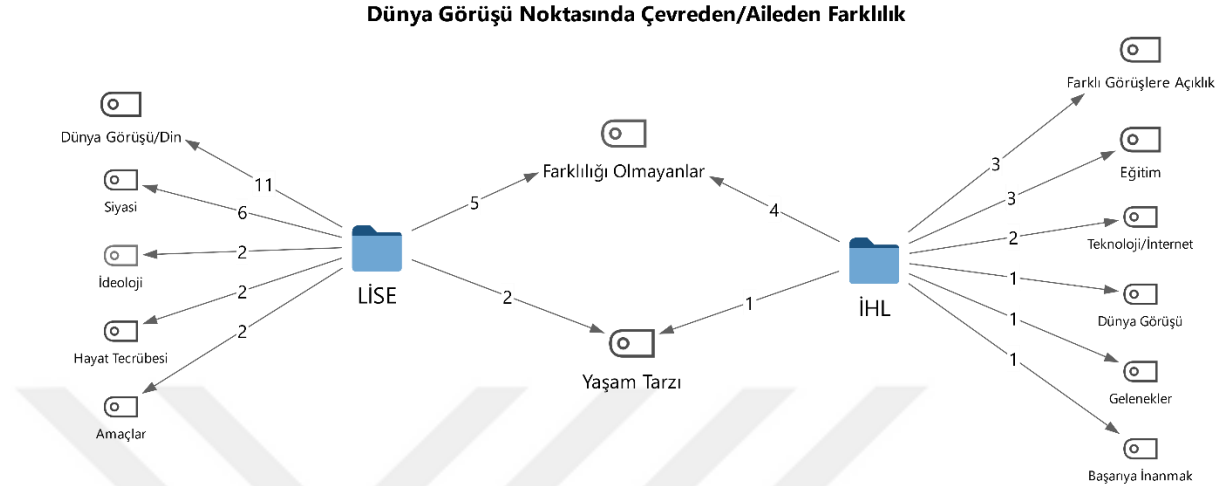 Dünya Görüşü Noktasında Çevreden/Aileden Farklılık
Dünya Görüşü/Din
Siyasi
İdeoloji
Hayat Tecrübesi
Amaçlar
11
6
2
2
2
LİSE
5
2
Farklılığı Olmayanlar
Yaşam Tarzı
4
1
İHL
3
3
2
1
1
1
Farklı Görüşlere Açıklık
Eğitim
Teknoloji/İnternet
Dünya Görüşü
Gelenekler
Başarıya İnanmak